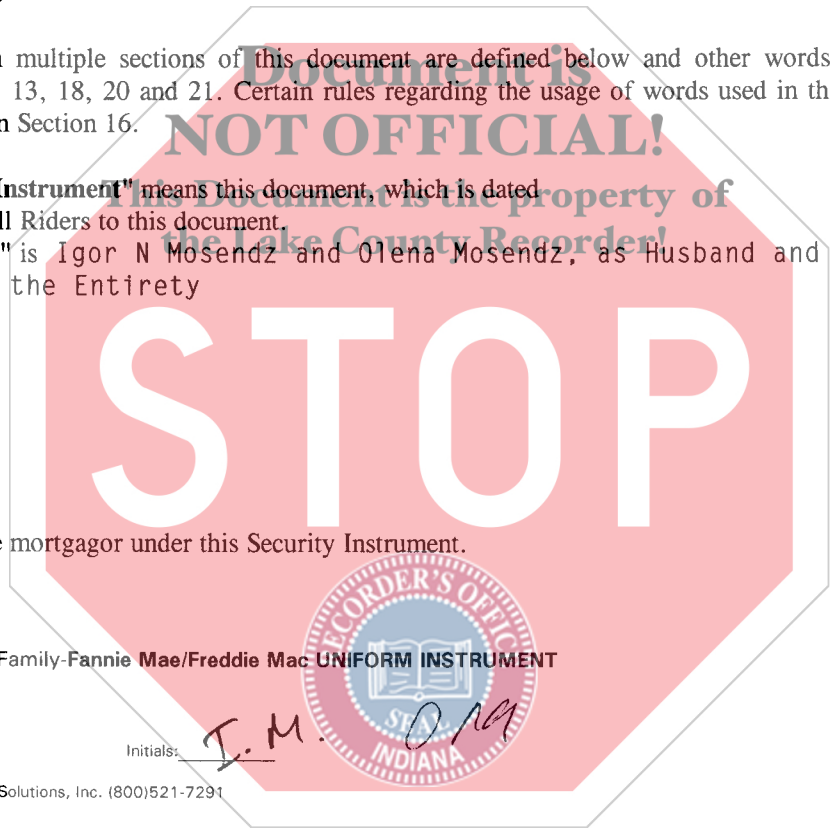 multiple sections of this document are defined below and other words
13, 18, 20 and 21. Certain rules regarding the usage of words used in th
n Section 16.
Document is
NOT OFFICIAL!
This Document is the property of
the Lake County Recorder!
Instrument" means this document, which is dated
ll Riders to this document.
" is Igor N Mosendz and Olena Mosendz, as Husband and
the Entirety
STOP
e mortgagor under this Security Instrument.
RECORDER'S OFFICE
SEAL
INDIANA
Family-Fannie Mae/Freddie Mac UNIFORM INSTRUMENT
Initials: I. M. OM
Solutions, Inc. (800)521-7291